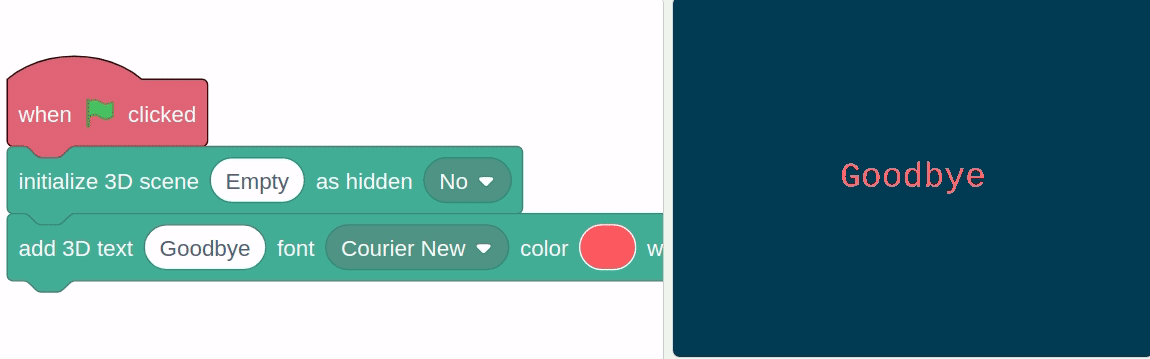 when clicked
initialize 3D scene Empty as hidden No
add 3D text Goodbye font Courier New color w
Goodbye